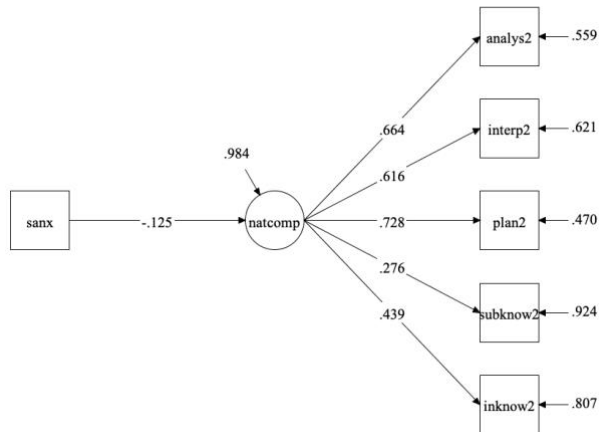 analys2
.559
.664
interp2
.621
.984
.616
sanx
-.125
natcomp
.728
plan2
.470
.276
subknow2
.924
.439
inknow2
.807